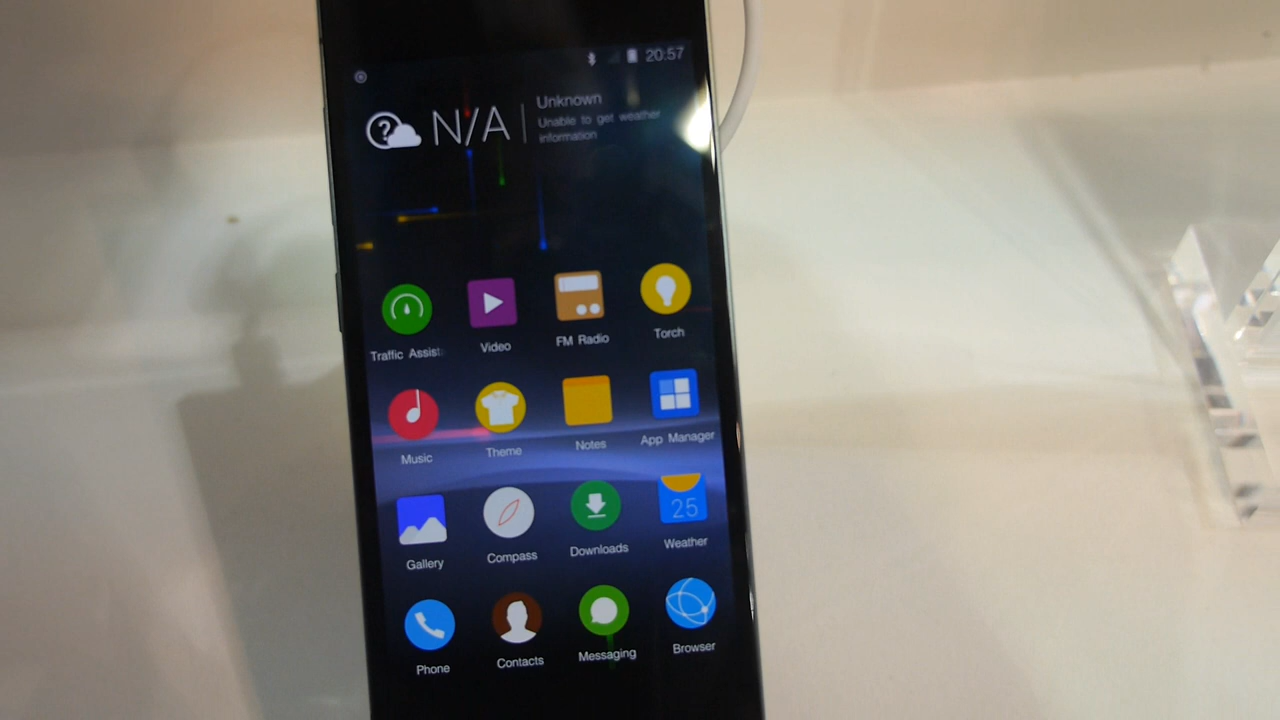 20:57
N/A
Unknown
Unable to get weather
information
Traffic Assist
Video
FM Radio
Torch
Music
Theme
Notes
App Manager
Gallery
Compass
Downloads
25
Weather
Phone
Contacts
Messaging
Browser